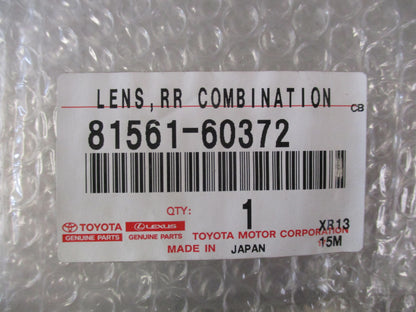 LENS, RR COMBINATION
CB
81561-60372
QTY: 1
XR13
TOYOTA LEXUS
GENUINE PARTS GENUINE PARTS
TOYOTA MOTOR CORPORATION
15M
MADE IN JAPAN